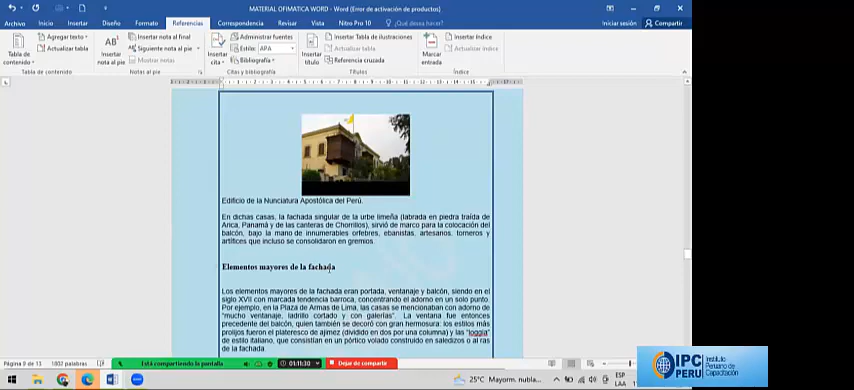 MATERIAL OFIMATICA WORD - Word (Error de activación de productos)
Archivo Inicio Insertar Diseño Formato Referencias Correspondencia Revisar Vista Nitro Pro 10 ¿Qué desea hacer? Iniciar sesión Compartir
Tabla de contenido
Agregar texto
Actualizar tabla
Tabla de contenido
AB¹
Insertar nota al pie
Insertar nota al final
Siguiente nota al pie
Mostrar notas
Notas al pie
Insertar cita
Administrar fuentes
Estilo: APA
Bibliografía
Citas y bibliografía
Insertar título
Insertar Tabla de ilustraciones
Actualizar tabla
Referencia cruzada
Títulos
Marcar entrada
Insertar índice
Actualizar índice
Índice
Edificio de la Nunciatura Apostólica del Perú.
En dichas casas, la fachada singular de la urbe limeña (labrada en piedra traída de
Arica, Panamá y de las canteras de Chorrillos), sirvió de marco para la colocación del
balcón, bajo la mano de innumerables orfebres, ebanistas, artesanos, torneros y
artífices que incluso se consolidaron en gremios.
Elementos mayores de la fachada
Los elementos mayores de la fachada eran portada, ventanaje y balcón, siendo en el
siglo XVII con marcada tendencia barroca, concentrando el adorno en un solo punto.
Por ejemplo, en la Plaza de Armas de Lima, las casas se mencionaban con adorno de
"mucho ventanaje, ladrillo cortado y con galerías". La ventana fue entonces
precedente del balcón, quien también se decoró con gran hermosura: los estilos más
prolijos fueron el plateresco de ajimez (dividido en dos por una columna) y las "loggia"
de estilo italiano, que consistían en un pórtico volado construido en saledizos o al ras
de la fachada
Página 8 de 13 1802 palabras
Está compartiendo la pantalla 01:11:30 Dejar de compartir
25°C Mayorm. nubla...
ESP
LAA
IPC
PERÚ
Instituto
Peruano de
Capacitación